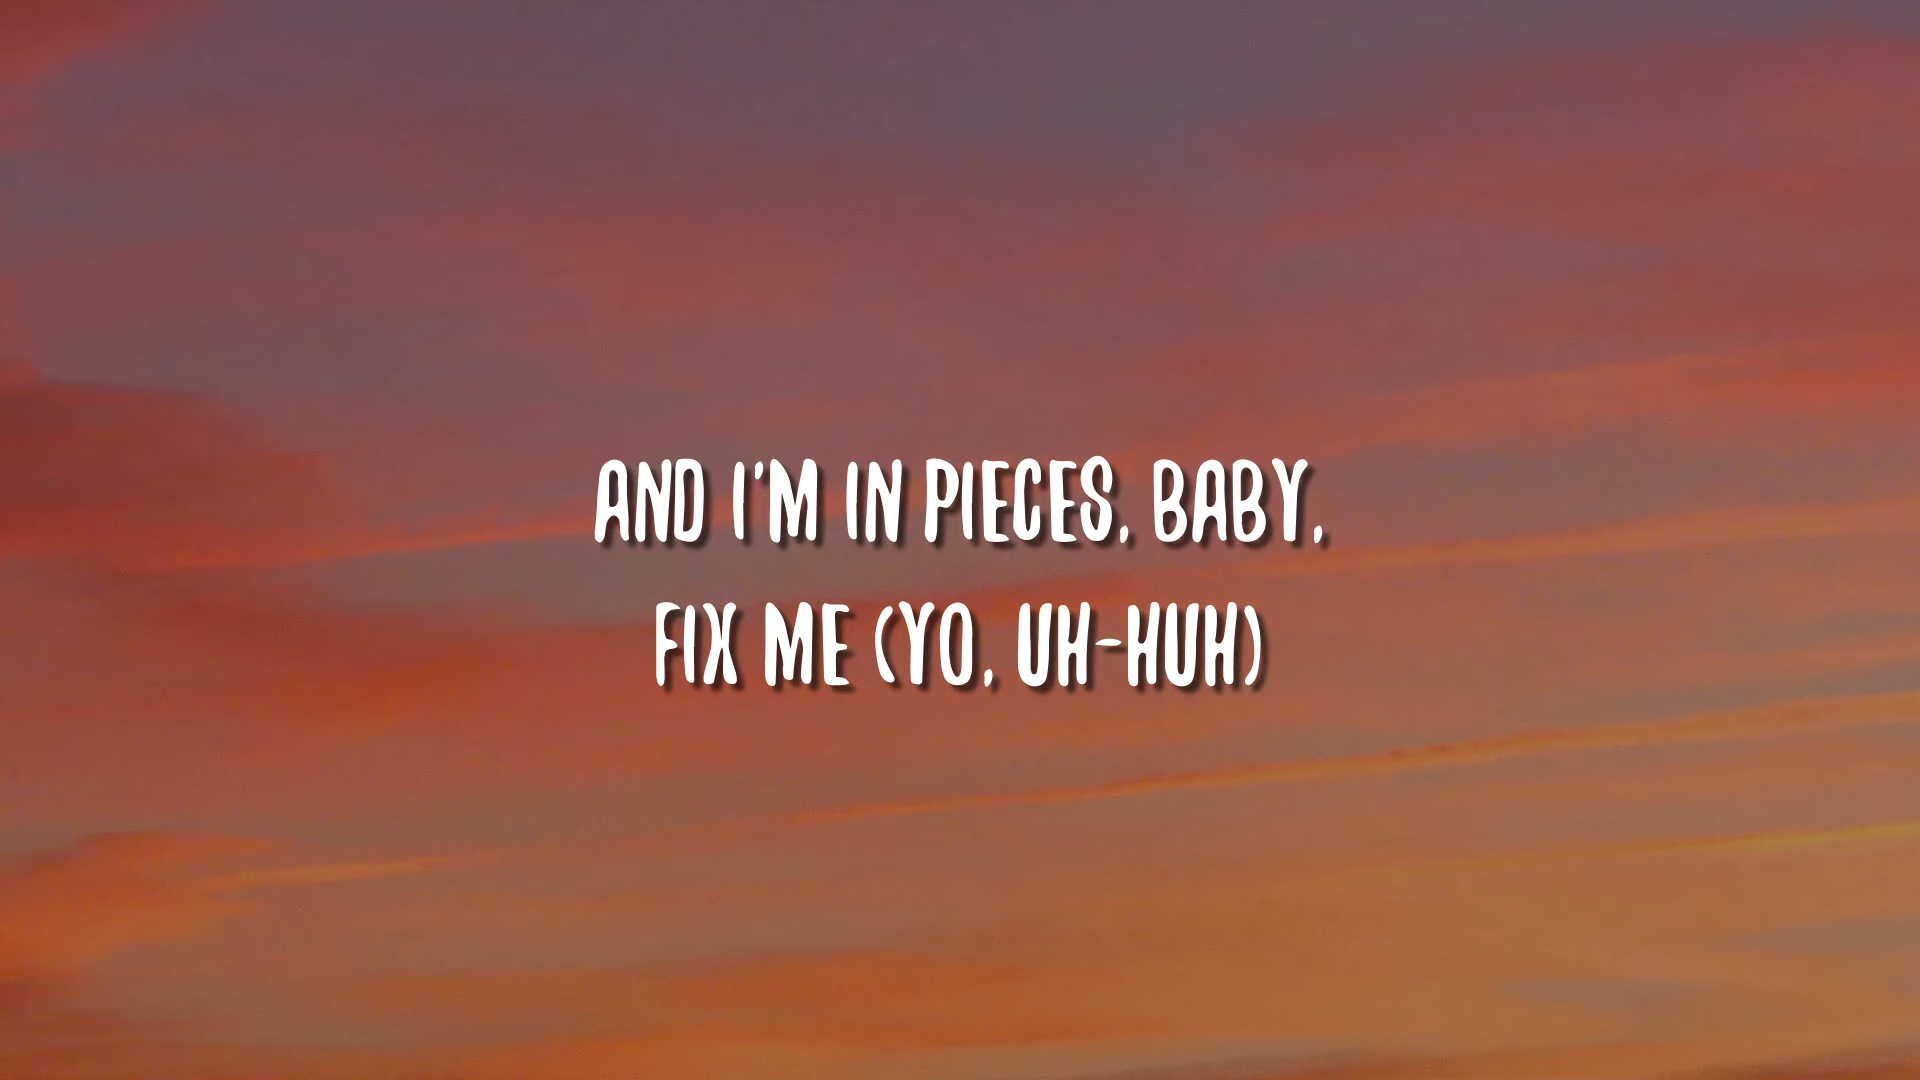 AND I'M IN PIECES, BABY,
FIX ME (YO, UH-HUH)